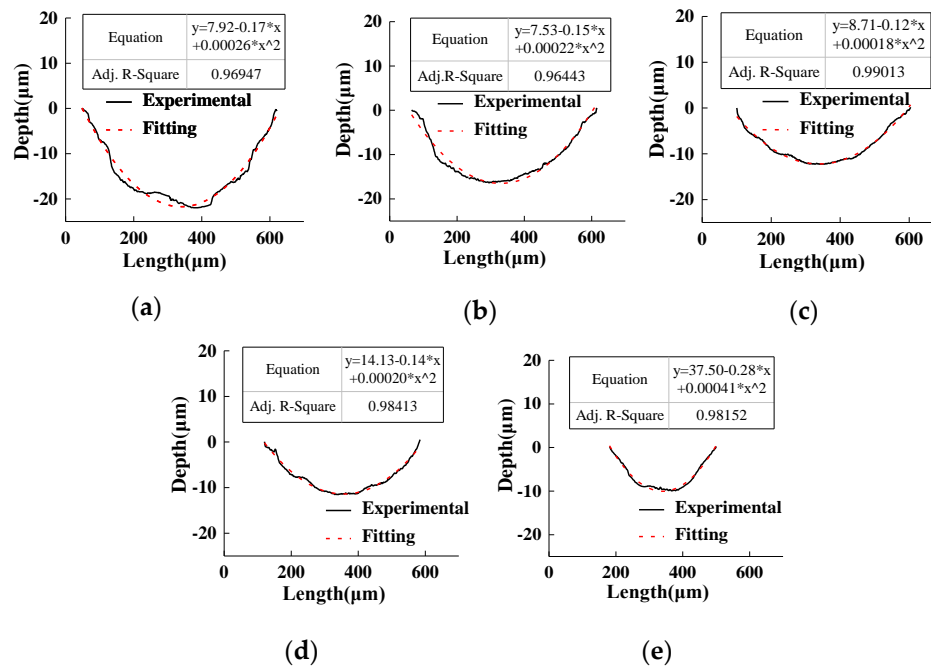 20
10
0
-10
-20
Depth(μm)
Equation
y=7.92-0.17*x
+0.00026*x^2
Adj. R-Square
0.96947
Experimental
Fitting
0 200 400 600
Length(μm)
(a)
20
10
0
-10
-20
Depth(μm)
Equation
y=7.53-0.15*x
+0.00022*x^2
Adj.R-Square
0.96443
Experimental
Fitting
0 200 400 600
Length(μm)
(b)
20
10
0
-10
-20
Depth(μm)
Equation
y=8.71-0.12*x
+0.00018*x^2
Adj. R-Square
0.99013
Experimental
Fitting
0 200 400 600
Length(μm)
(c)
20
10
0
-10
-20
Depth(μm)
Equation
y=14.13-0.14*x
+0.00020*x^2
Adj. R-Square
0.98413
Experimental
Fitting
0 200 400 600
Length(μm)
(d)
20
10
0
-10
-20
Depth(μm)
Equation
y=37.50-0.28*x
+0.00041*x^2
Adj. R-Square
0.98152
Experimental
Fitting
0 200 400 600
Length(μm)
(e)